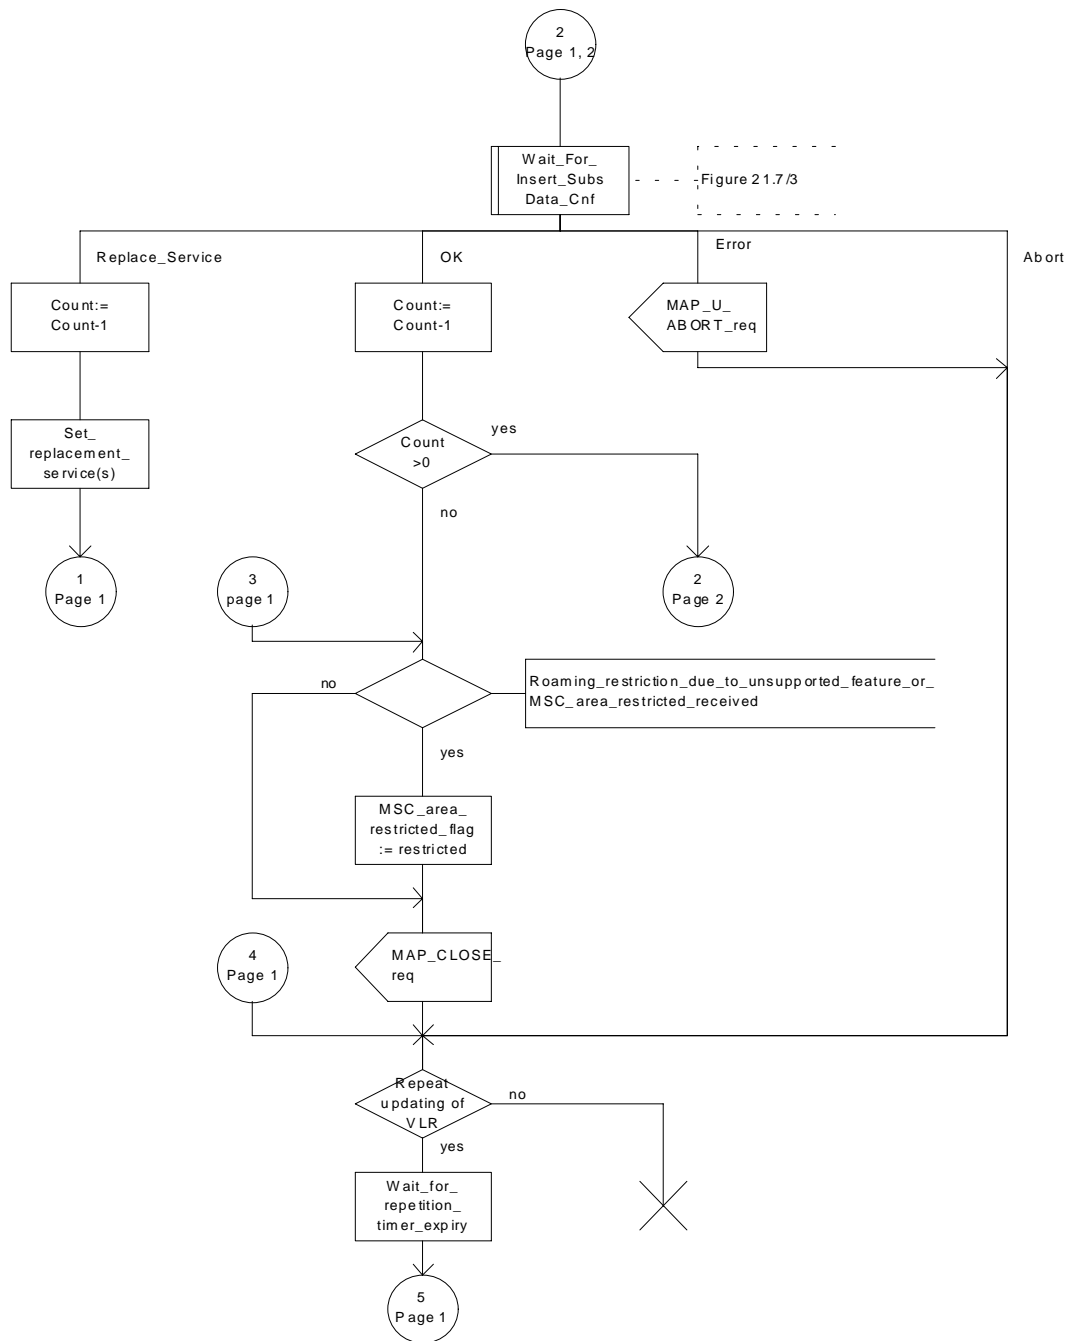 2
Page 1, 2
Wait_For_
Insert_Subs
Data_Cnf
Figure 21.7/3
Replace_Service
OK
Error
Abort
Count:=
Count-1
Count:=
Count-1
MAP_U_
ABORT_req
Set_
replacement_
service(s)
Count
>0
yes
no
1
Page 1
3
page 1
2
Page 2
no
Roaming_restriction_due_to_unsupported_feature_or_
MSC_area_restricted_received
yes
MSC_area_
restricted_flag
:= restricted
4
Page 1
MAP_CLOSE_
req
Repeat
updating of
VLR
no
yes
Wait_for_
repetition_
timer_expiry
5
Page 1